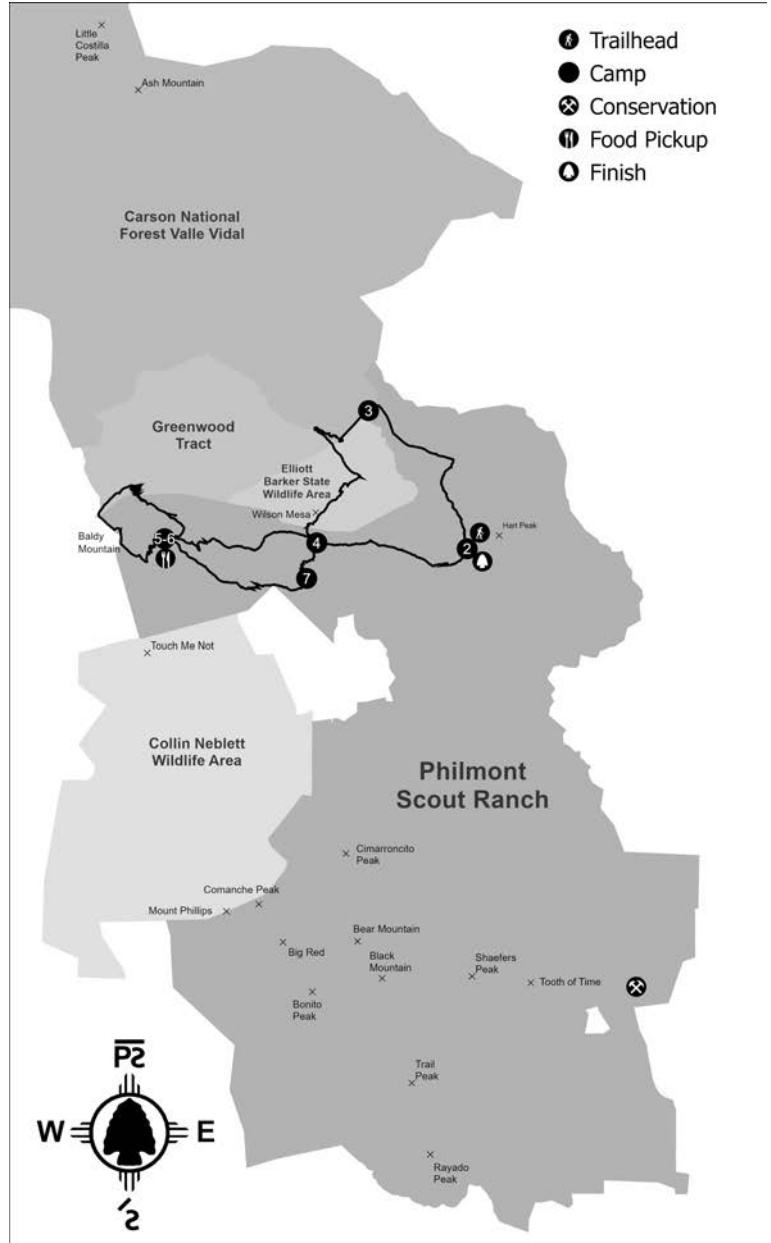 Little
Costilla
Peak
Ash Mountain
Trailhead
Camp
Conservation
Food Pickup
Finish
Carson National
Forest Valle Vidal
Greenwood
Tract
3
Elliott
Barker State
Wildlife Area
Wilson Mesa
Hart Peak
Baldy
Mountain
5-6
4
2
7
Touch Me Not
Collin Neblett
Wildlife Area
Philmont
Scout Ranch
Cimarroncito
Peak
Comanche Peak
Mount Phillips
Bear Mountain
Big Red
Black
Mountain
Shaefers
Peak
Tooth of Time
Bonito
Peak
Trail
Peak
W
E
Rayado
Peak